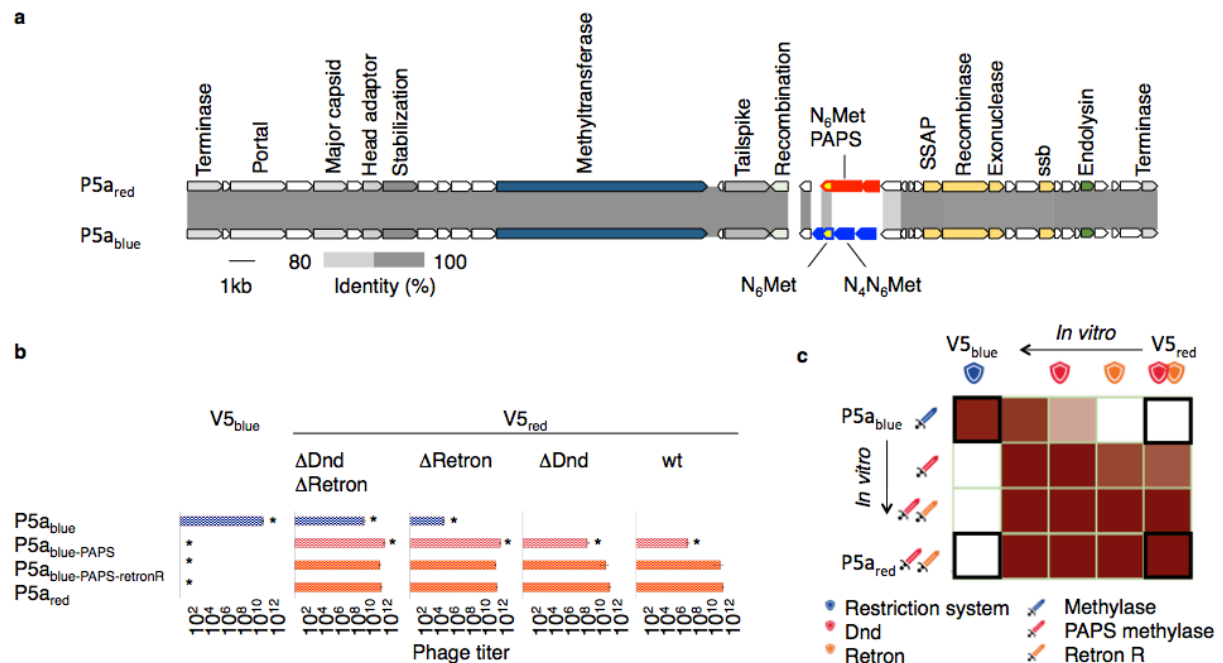 a
Terminase
Portal
Major capsid
Head adaptor
Stabilization
Methyltransferase
Tailspike
Recombination
N6Met
PAPS
SSAP
Recombinase
Exonuclease
ssb
Endolysin
Terminase
P5ared
P5ablue
80 100
1kb Identity (%)
N6Met N4N6Met
b
V5blue V5red
ΔDnd ΔRetron ΔDnd wt
ΔRetron
P5ablue * * *
P5ablue-PAPS * * * * *
P5ablue-PAPS-retronR *
P5ared *
10² 10⁴ 10⁶ 10⁸ 10¹⁰ 10¹² 10² 10⁴ 10⁶ 10⁸ 10¹⁰ 10¹² 10² 10⁴ 10⁶ 10⁸ 10¹⁰ 10¹² 10² 10⁴ 10⁶ 10⁸ 10¹⁰ 10¹² 10² 10⁴ 10⁶ 10⁸ 10¹⁰ 10¹²
Phage titer
c
In vitro
V5blue V5red
P5ablue
In vitro
P5ared
Restriction system Methylase
Dnd PAPS methylase
Retron Retron R